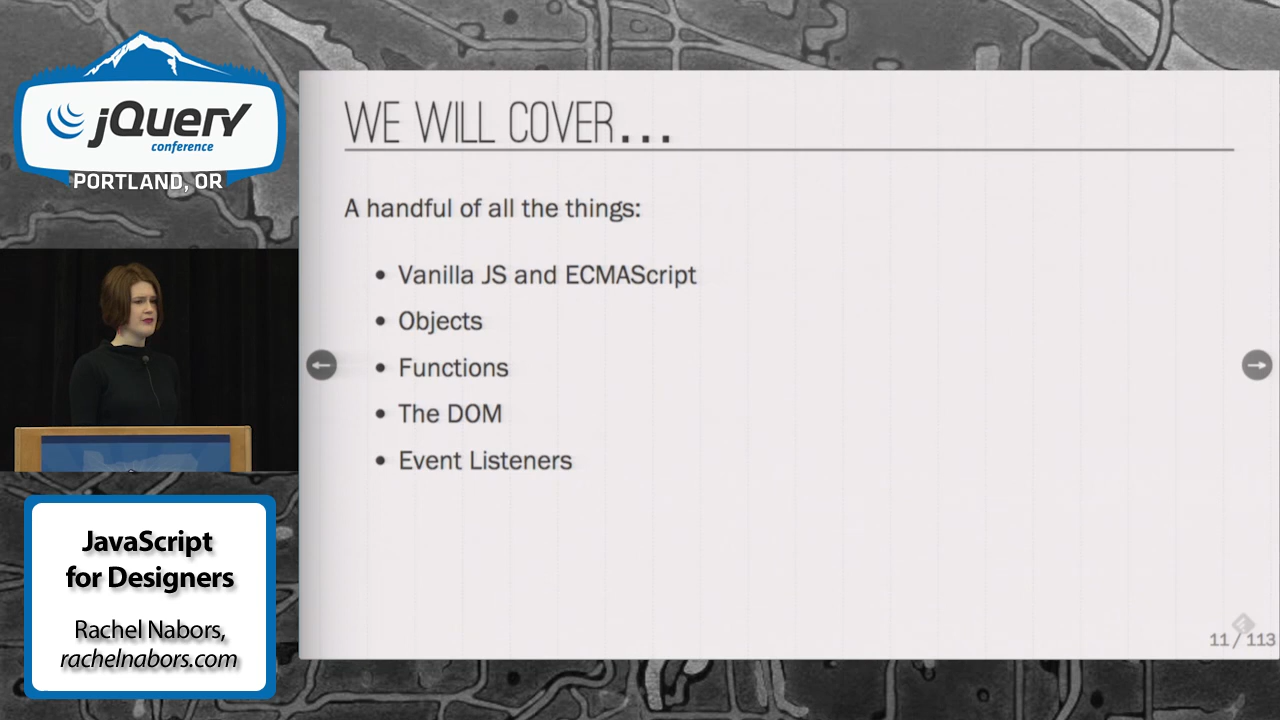 jQuery
conference
PORTLAND, OR
JavaScript
for Designers
Rachel Nabors,
rachelnabors.com
WE WILL COVER...
A handful of all the things:
• Vanilla JS and ECMAScript
• Objects
• Functions
• The DOM
• Event Listeners
11 / 113